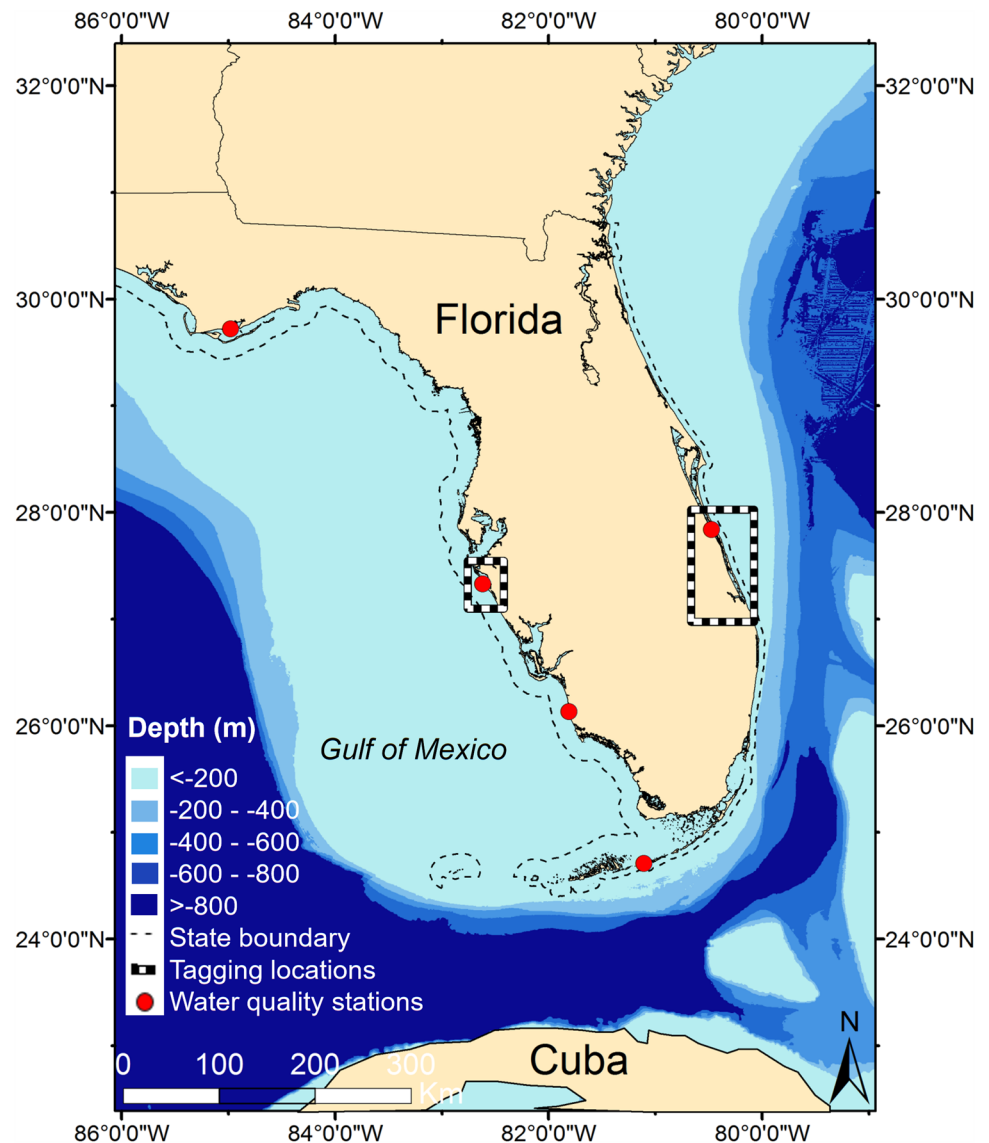 86°0'0"W 84°0'0"W 82°0'0"W 80°0'0"W
32°0'0"N 32°0'0"N
30°0'0"N 30°0'0"N
Florida
28°0'0"N 28°0'0"N
26°0'0"N 26°0'0"N
Depth (m)
Gulf of Mexico
<-200
-200 - -400
-400 - -600
-600 - -800
>-800
24°0'0"N 24°0'0"N
State boundary
Tagging locations
Water quality stations
N
Cuba
0 100 200 300
Km
86°0'0"W 84°0'0"W 82°0'0"W 80°0'0"W